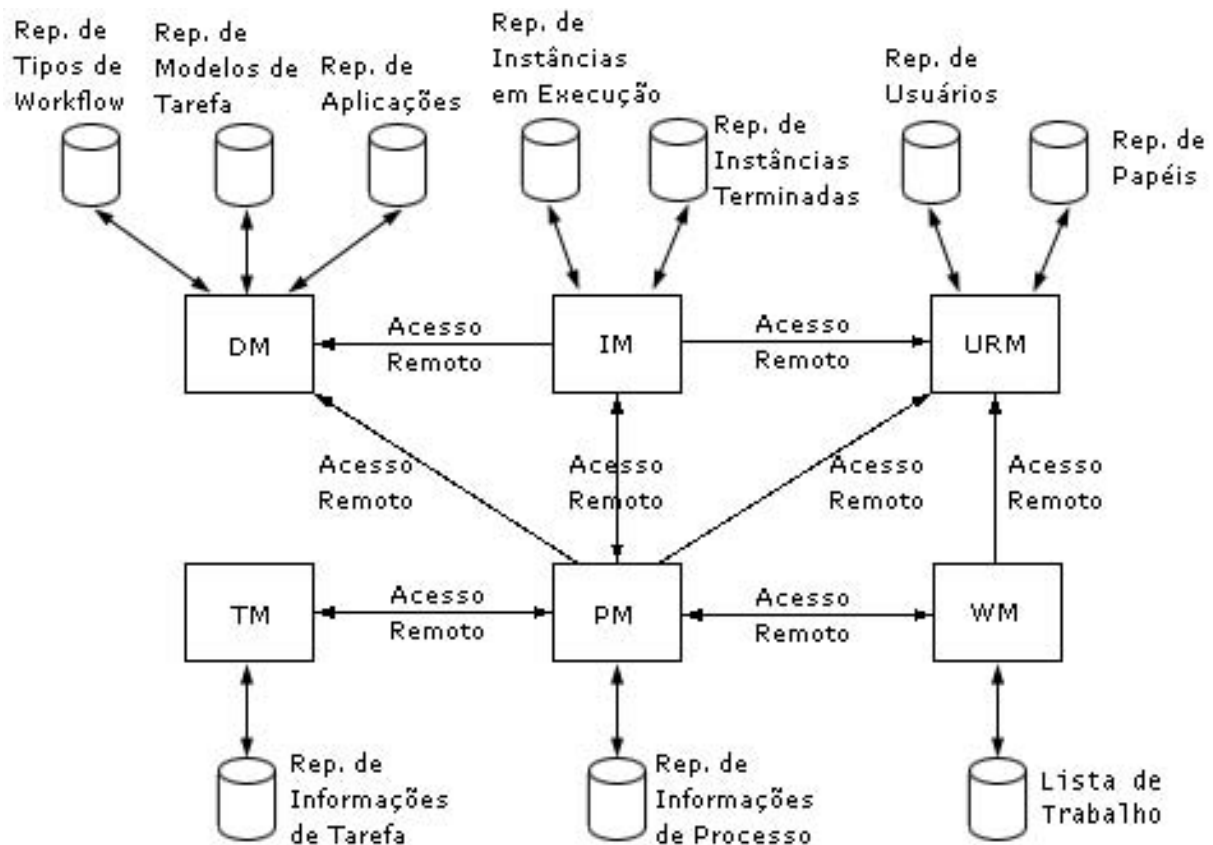 Rep. de
Tipos de
Workflow
Rep. de
Modelos de
Tarefa
Rep. de
Aplicações
Rep. de
Instâncias
em Execução
Rep. de
Instâncias
Terminadas
Rep. de
Usuários
Rep. de
Papéis
DM
Acesso
Remoto
IM
Acesso
Remoto
URM
Acesso
Remoto
Acesso
Remoto
Acesso
Remoto
Acesso
Remoto
TM
Acesso
Remoto
PM
Acesso
Remoto
WM
Rep. de
Informações
de Tarefa
Rep. de
Informações
de Processo
Lista de
Trabalho